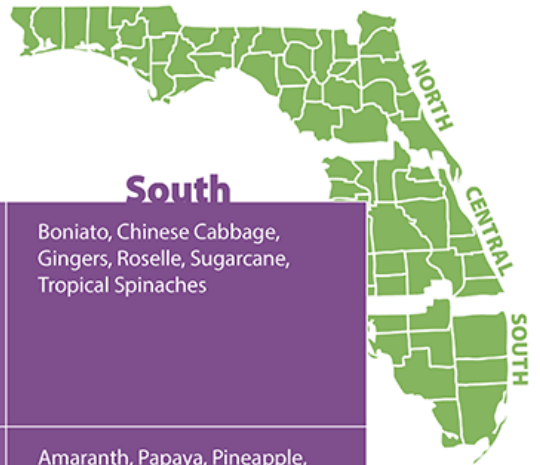 NORTH
CENTRAL
SOUTH
South
Boniato, Chinese Cabbage,
Gingers, Roselle, Sugarcane,
Tropical Spinaches
Amaranth, Papaya, Pineapple,